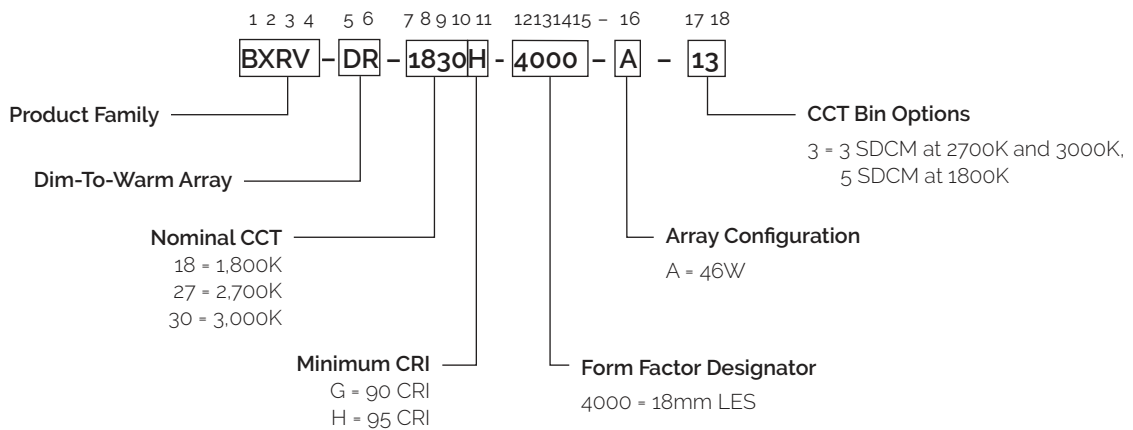 1 2 3 4 5 6 7 8 9 10 11 12131415 – 16 17 18
BXRV – DR – 1830H - 4000 – A – 13
Product Family
CCT Bin Options
3 = 3 SDCM at 2700K and 3000K,
5 SDCM at 1800K
Dim-To-Warm Array
Nominal CCT
18 = 1,800K
27 = 2,700K
30 = 3,000K
Array Configuration
A = 46W
Minimum CRI
G = 90 CRI
H = 95 CRI
Form Factor Designator
4000 = 18mm LES